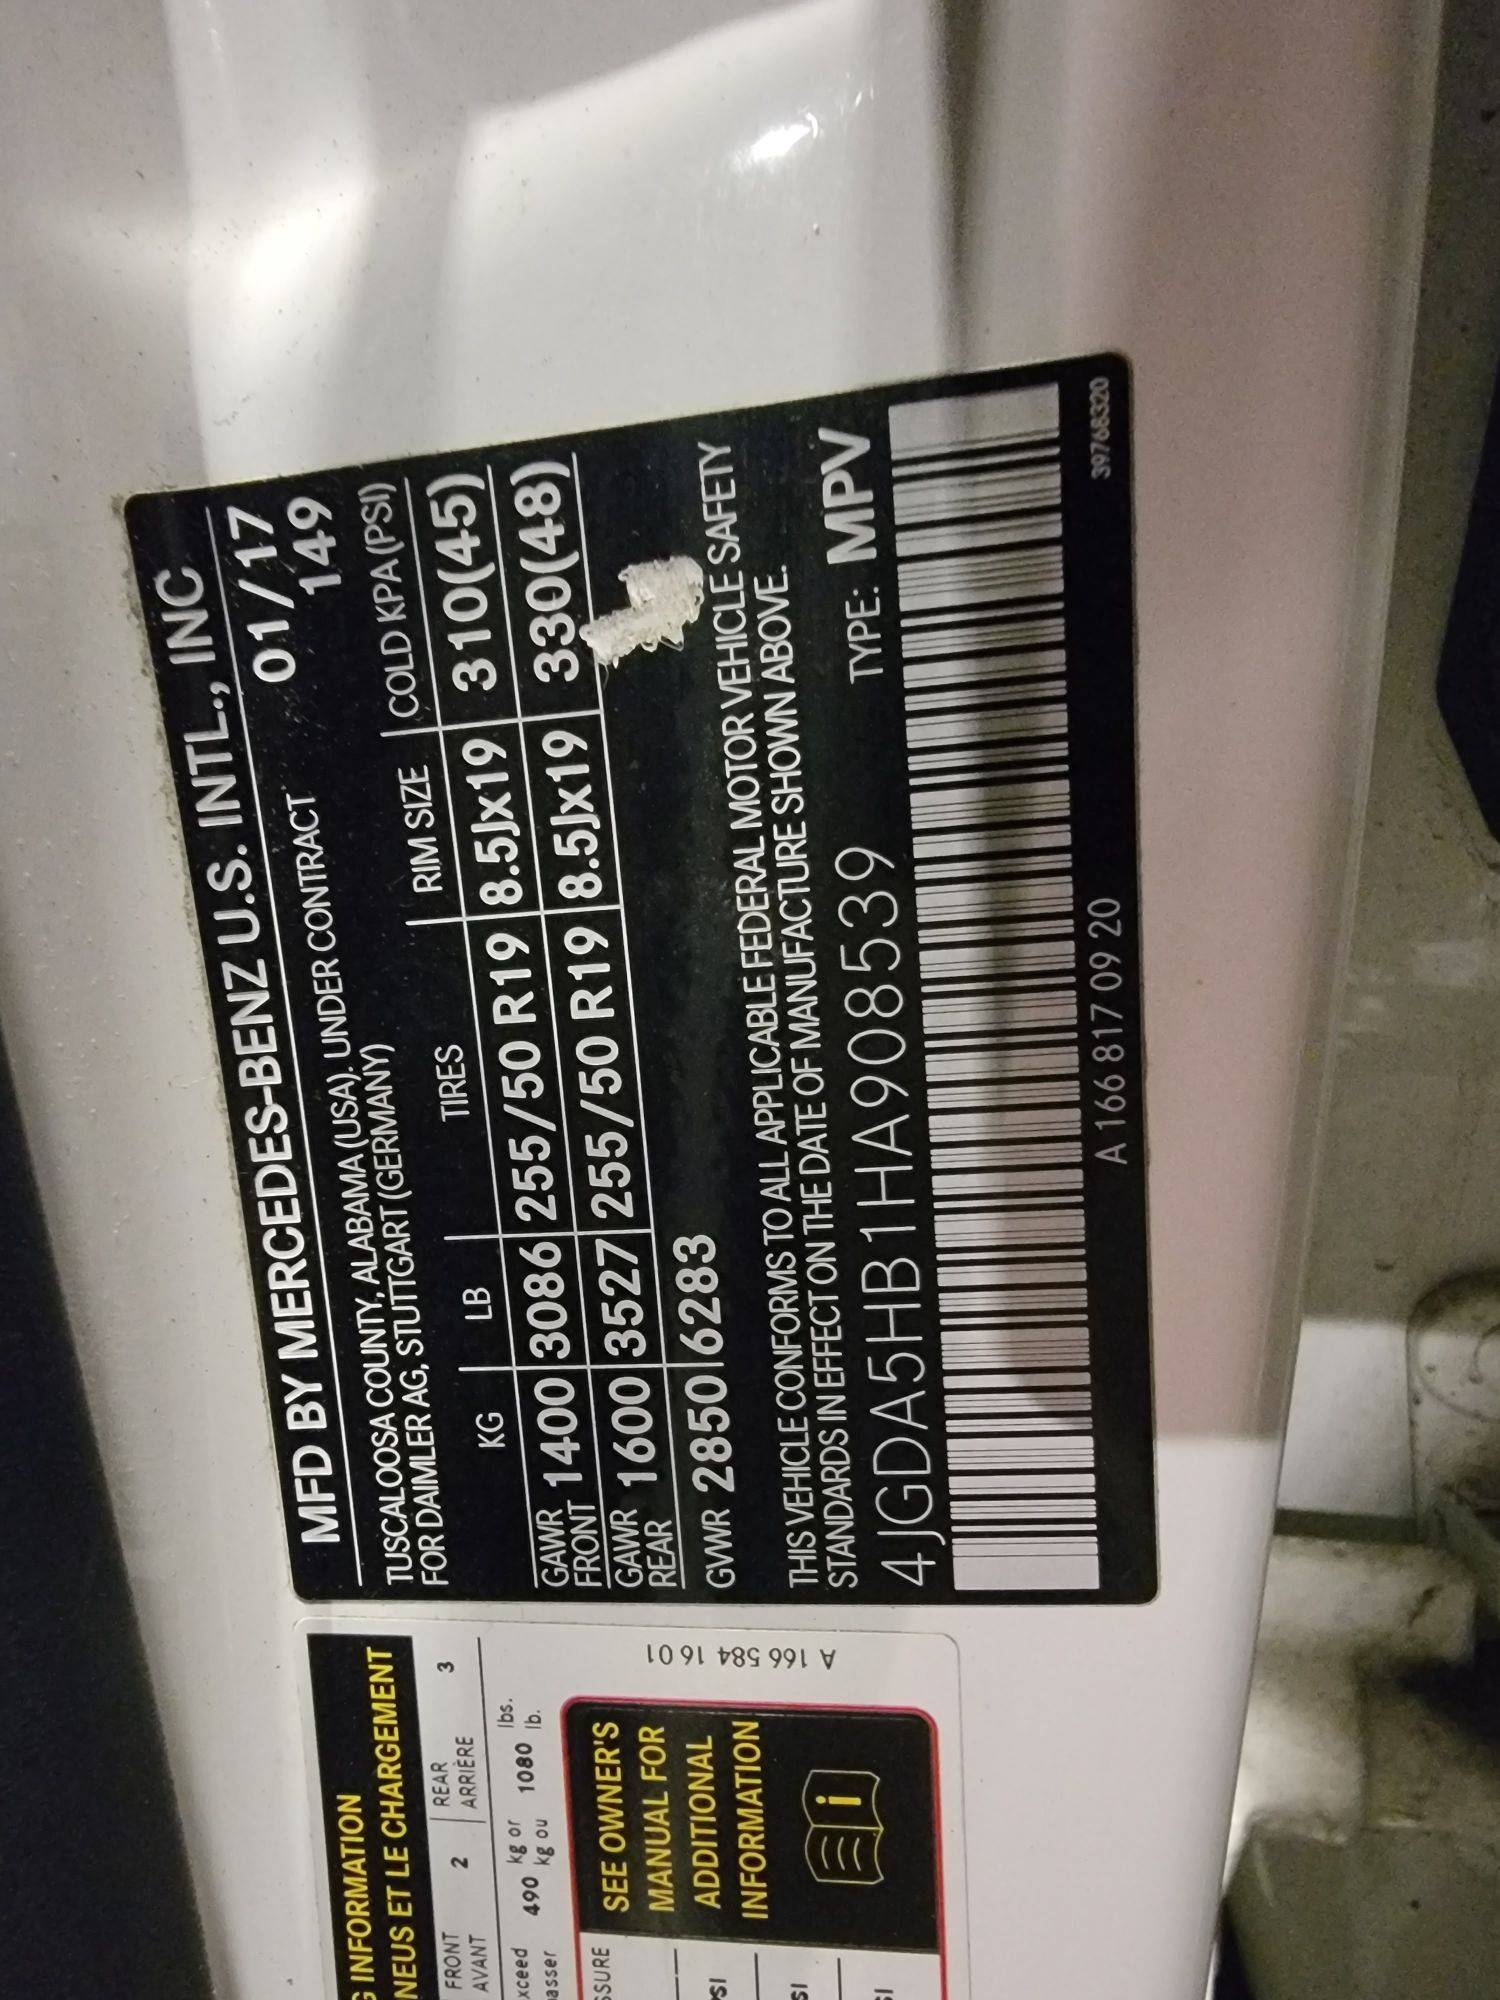 MFD BY MERCEDES-BENZ U.S. INTL., INC
TUSCALOOSA COUNTY, ALABAMA (USA). UNDER CONTRACT 01/17
FOR DAIMLER AG, STUTTGART (GERMANY) 149
KG LB TIRES RIM SIZE COLD KPA (PSI)
GAWR FRONT 1400 3086 255/50 R19 8.5Jx19 310(45)
GAWR REAR 1600 3527 255/50 R19 8.5Jx19 330(48)
GVWR 2850 6283
THIS VEHICLE CONFORMS TO ALL APPLICABLE FEDERAL MOTOR VEHICLE SAFETY
STANDARDS IN EFFECT ON THE DATE OF MANUFACTURE SHOWN ABOVE.
4JGDA5HB1HA908539 TYPE: MPV
A 166 817 09 20
39768320
INFORMATION
ET LE CHARGEMENT
FRONT 2 REAR 3
AVANT ARRIÈRE
490 kg or 1080 lbs.
kg ou lb.
SEE OWNER'S
MANUAL FOR
ADDITIONAL
INFORMATION
i
A 166 584 16 01